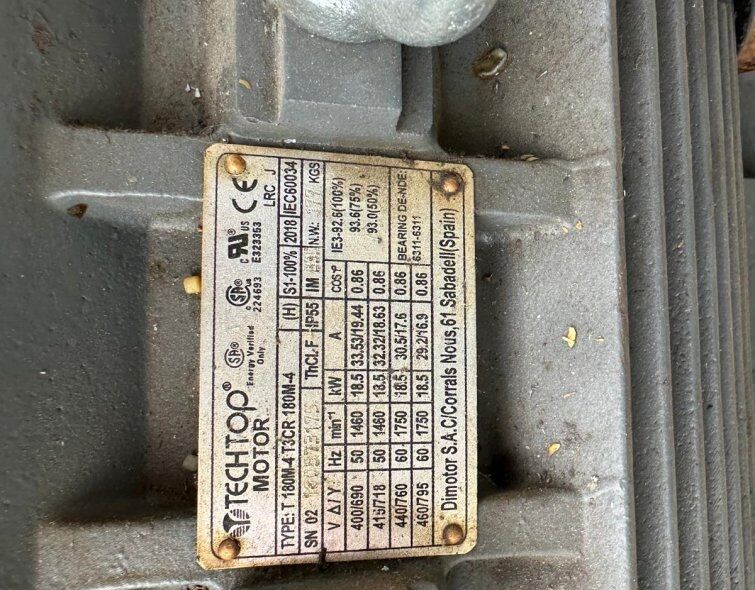 TECHTOP®
MOTOR
Energy Verified
Only
224693
c us
E323353
CE
LRC J
TYPE: T 180M-4 T3CR 180M-4 (H) S1-100% 2018 IEC60034
SN 02 ThCl. F IP55 IM N.W.: KGS
V Δ/Y Hz min⁻¹ kW A COSφ IE3-92.6(100%)
400/690 50 1460 18.5 33.53/19.44 0.86 93.6(75%)
415/718 50 1460 18.5 32.32/18.63 0.86 93.0(50%)
440/760 60 1750 18.5 30.5/17.6 0.86 BEARING DE-NDE:
460/795 60 1750 18.5 29.2/16.9 0.86 6311-6311
Dimotor S.A.C/Corrals Nous,61 Sabadell(Spain)